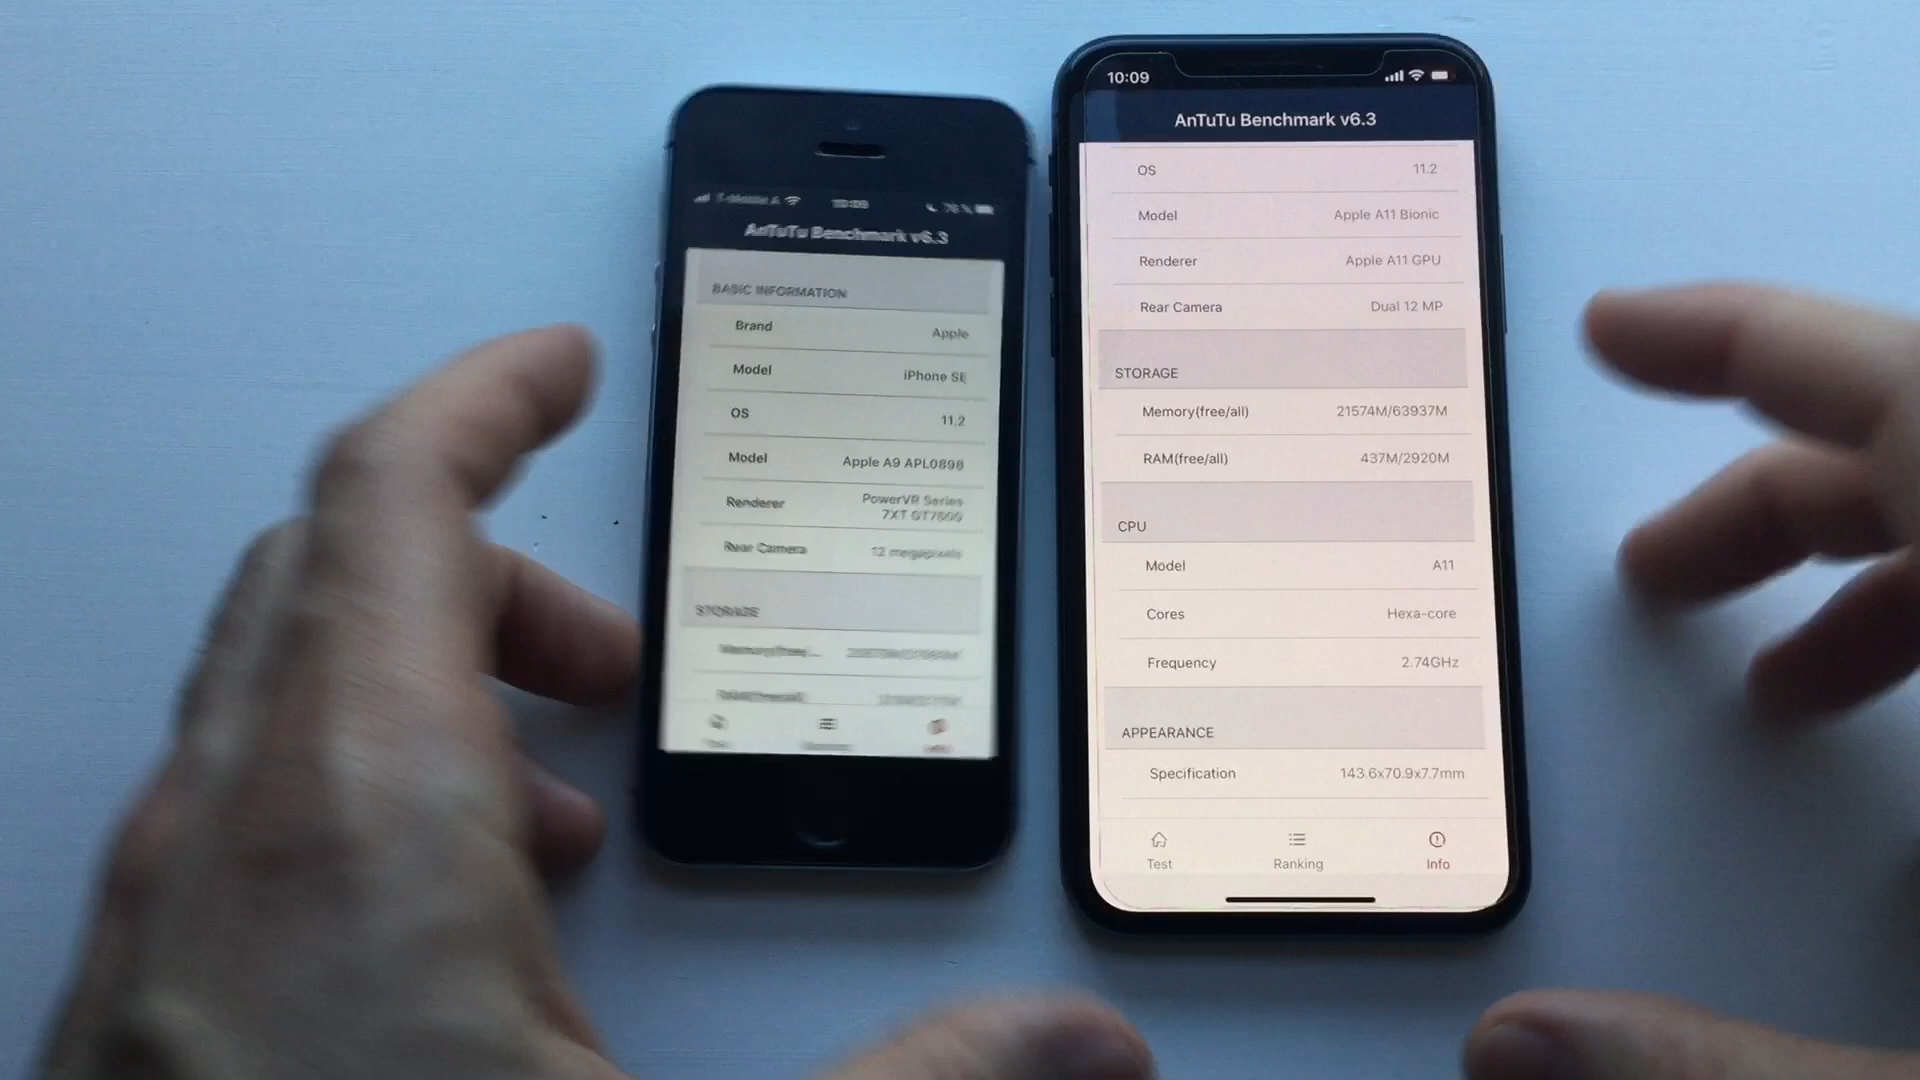 T-Mobile A 10:09
AnTuTu Benchmark v6.3
BASIC INFORMATION
Brand Apple
Model iPhone SE
OS 11.2
Model Apple A9 APL0898
Renderer PowerVR Series
7XT GT7600
Rear Camera 12 megapixels
STORAGE
10:09
AnTuTu Benchmark v6.3
OS 11.2
Model Apple A11 Bionic
Renderer Apple A11 GPU
Rear Camera Dual 12 MP
STORAGE
Memory(free/all) 21574M/63937M
RAM(free/all) 437M/2920M
CPU
Model A11
Cores Hexa-core
Frequency 2.74GHz
APPEARANCE
Specification 143.6x70.9x7.7mm
Test Ranking Info